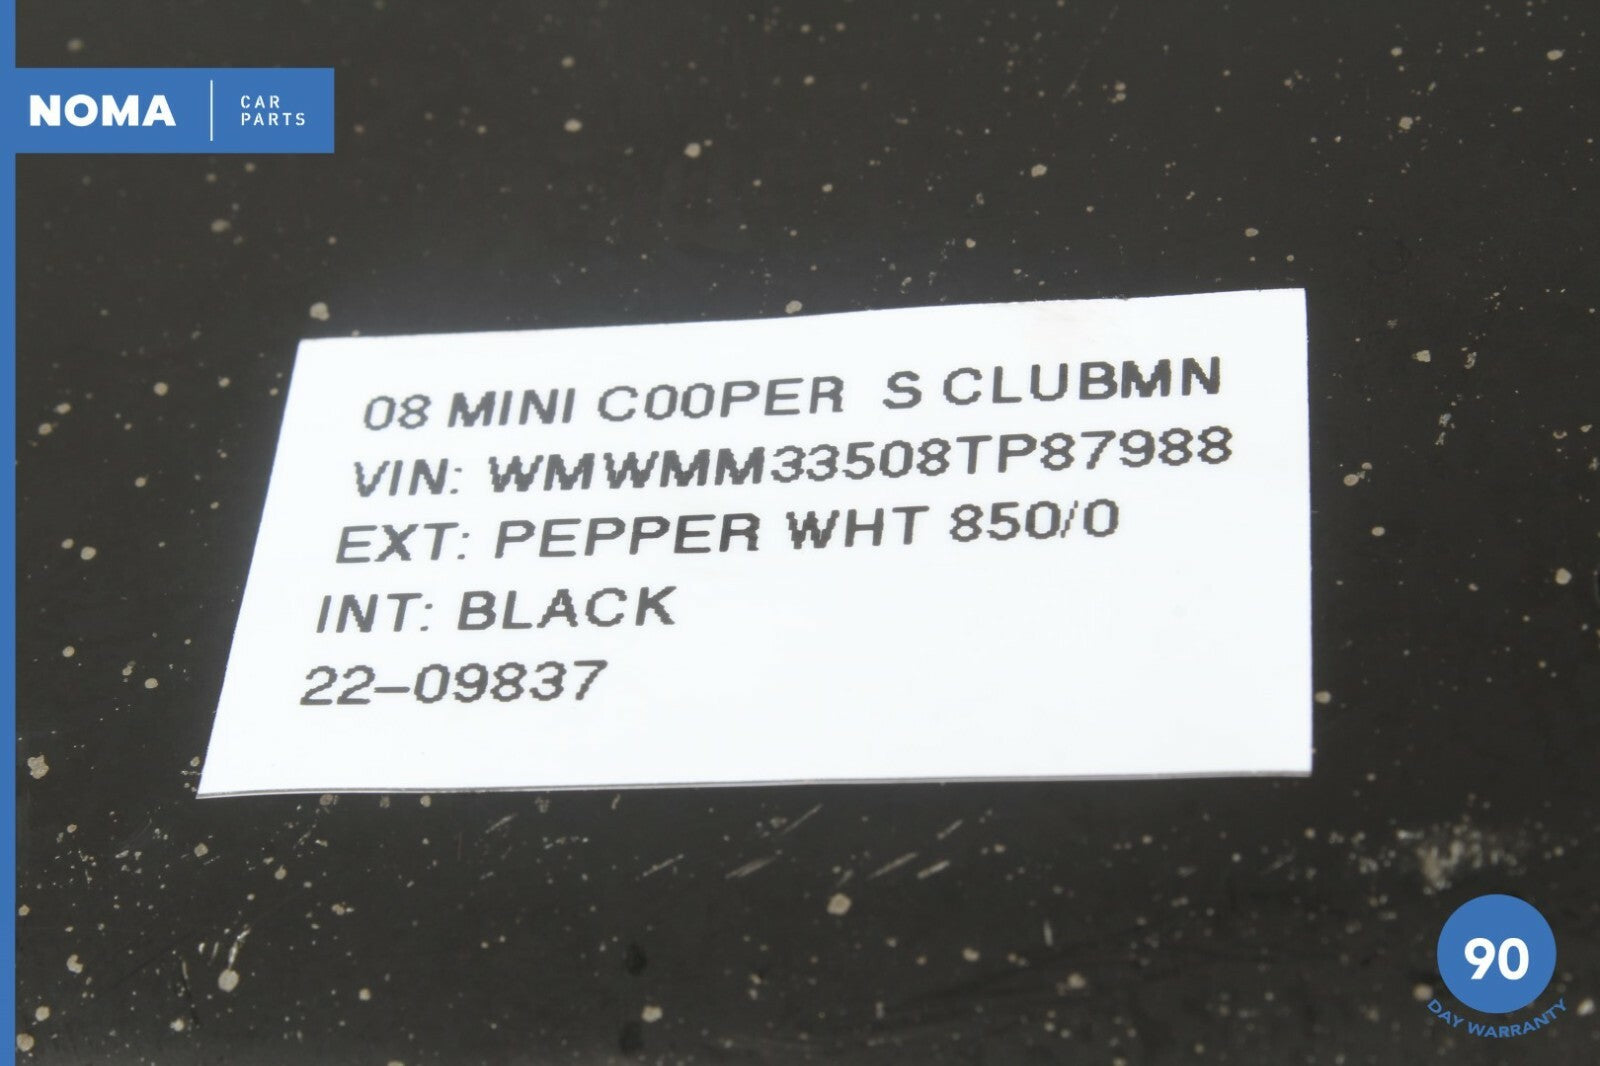 NOMA
CAR
PARTS
08 MINI COOPER S CLUBMN
VIN: WMWMM33508TP87988
EXT: PEPPER WHT 850/0
INT: BLACK
22-09837
90
DAY WARRANTY